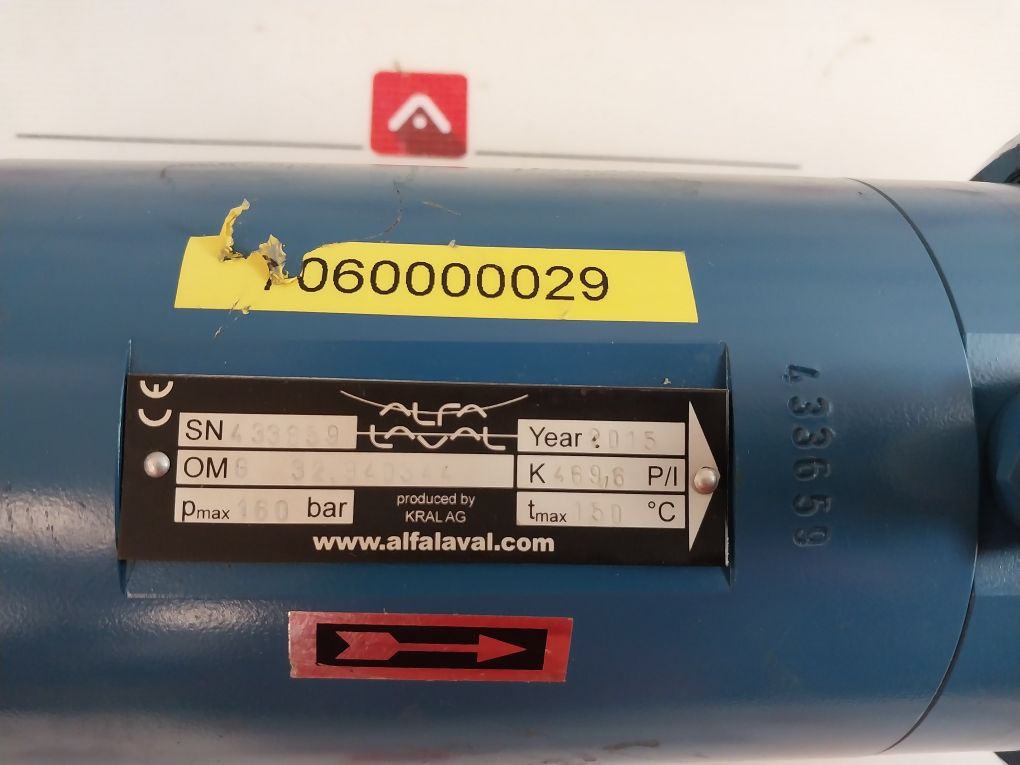 060000029
CE
ALFA
LAVAL
SN 433659
Year 2015
OM
K 469,6 P/l
pmax 160 bar
produced by
KRAL AG
tmax 150 °C
www.alfalaval.com
433659